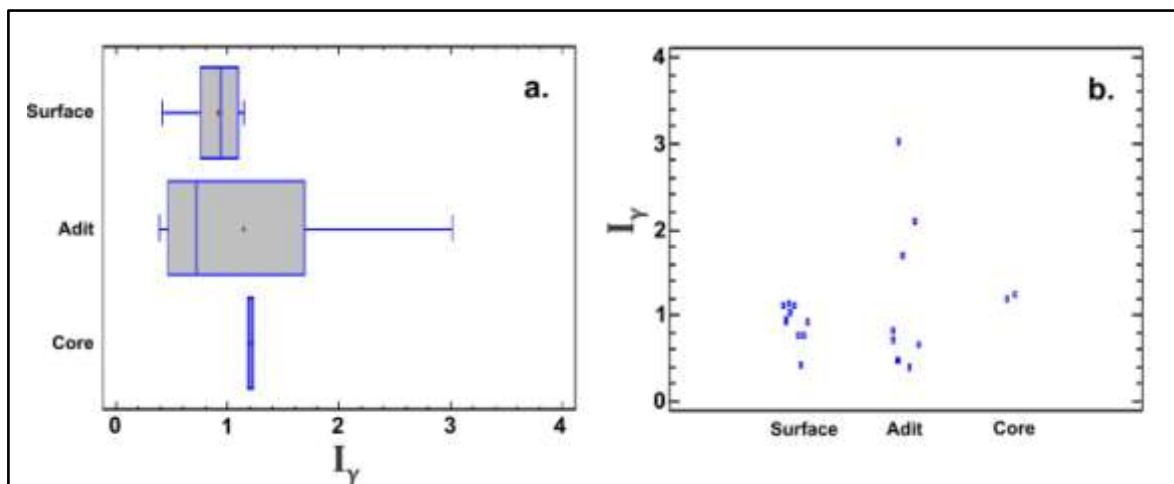 a.
Surface
Adit
Core
0 1 2 3 4
Iγ
b.
4
3
2
1
0
Iγ
Surface Adit Core